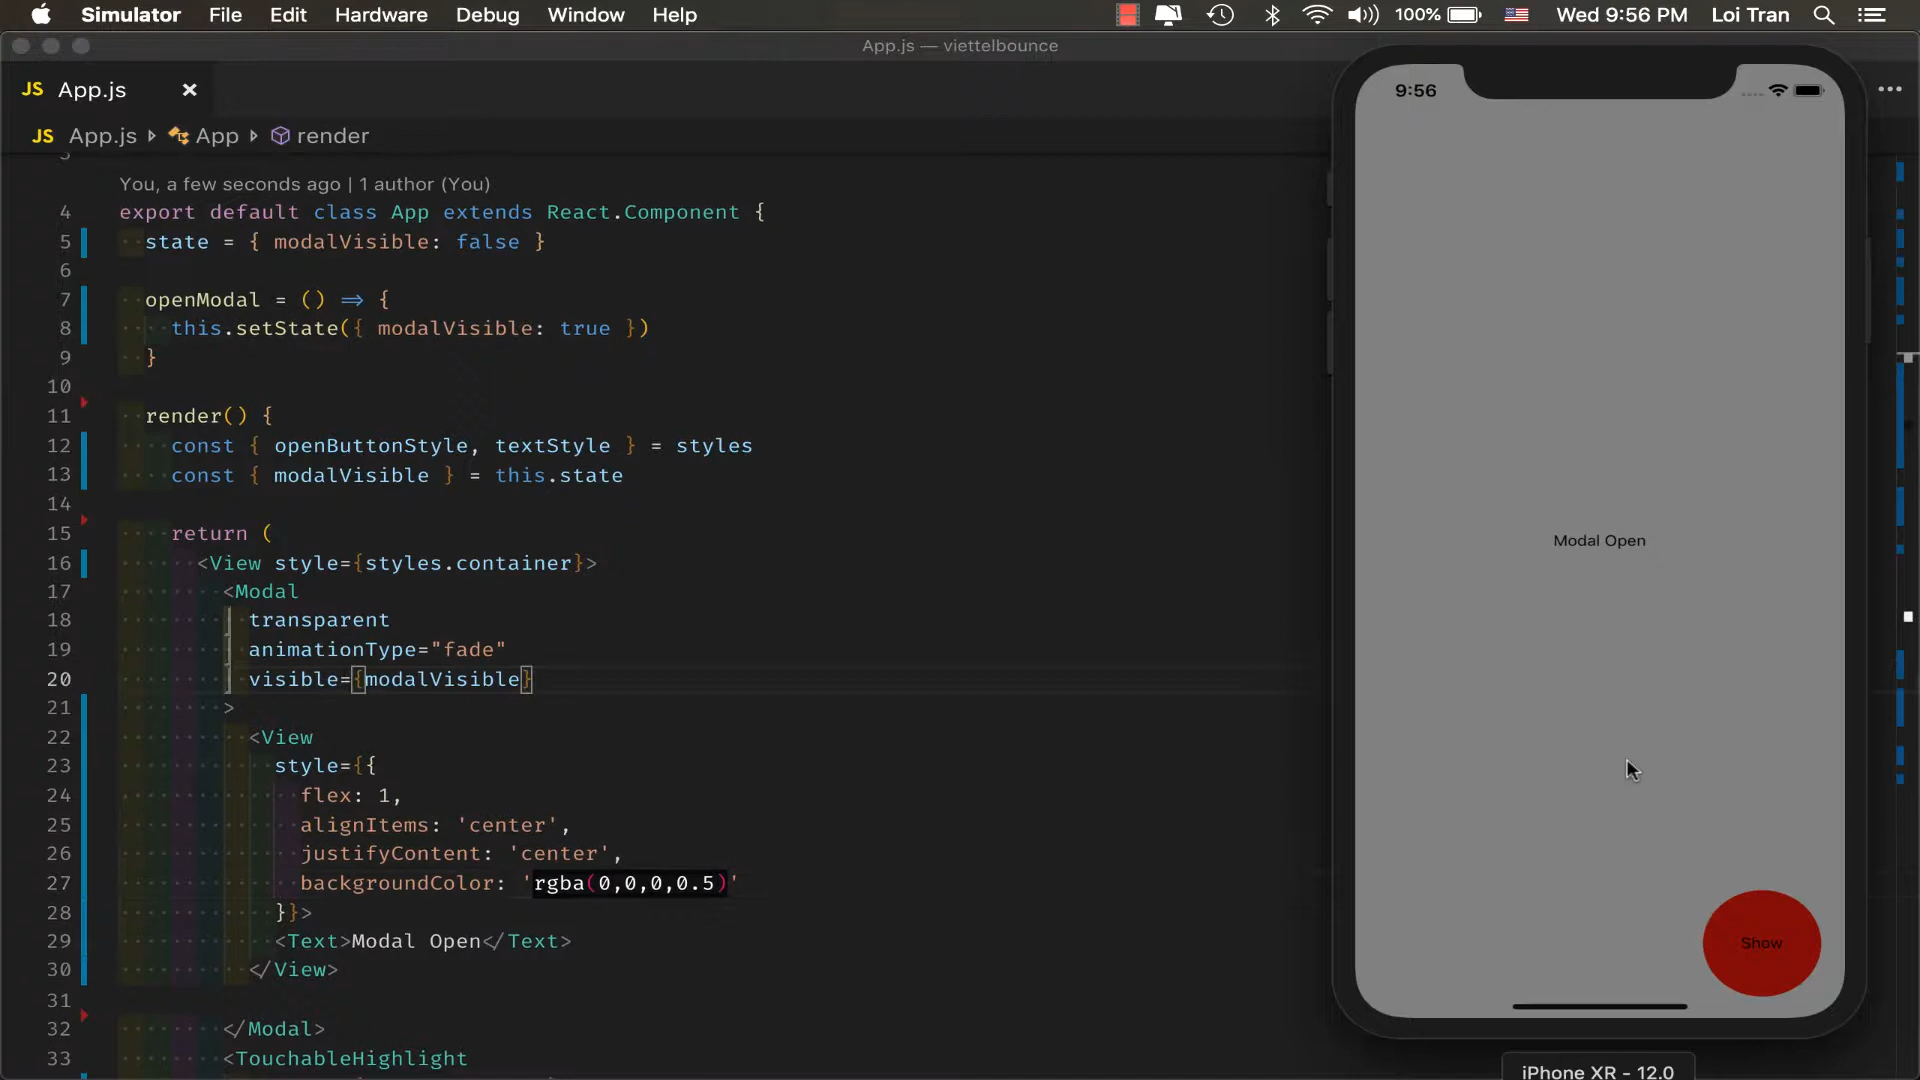 Simulator File Edit Hardware Debug Window Help 100% Wed 9:56 PM Loi Tran
App.js — viettelbounce
JS App.js
JS App.js App render
You, a few seconds ago | 1 author (You)
4 export default class App extends React.Component {
5 state = { modalVisible: false }
6
7 openModal = () => {
8 this.setState({ modalVisible: true })
9 }
10
11 render() {
12 const { openButtonStyle, textStyle } = styles
13 const { modalVisible } = this.state
14
15 return (
16 <View style={styles.container}>
17 <Modal
18 transparent
19 animationType="fade"
20 visible={modalVisible}
21 >
22 <View
23 style={{
24 flex: 1,
25 alignItems: 'center',
26 justifyContent: 'center',
27 backgroundColor: 'rgba(0,0,0,0.5)'
28 }}>
29 <Text>Modal Open</Text>
30 </View>
31
32 </Modal>
33 <TouchableHighlight
9:56
Modal Open
Show
iPhone XR - 12.0